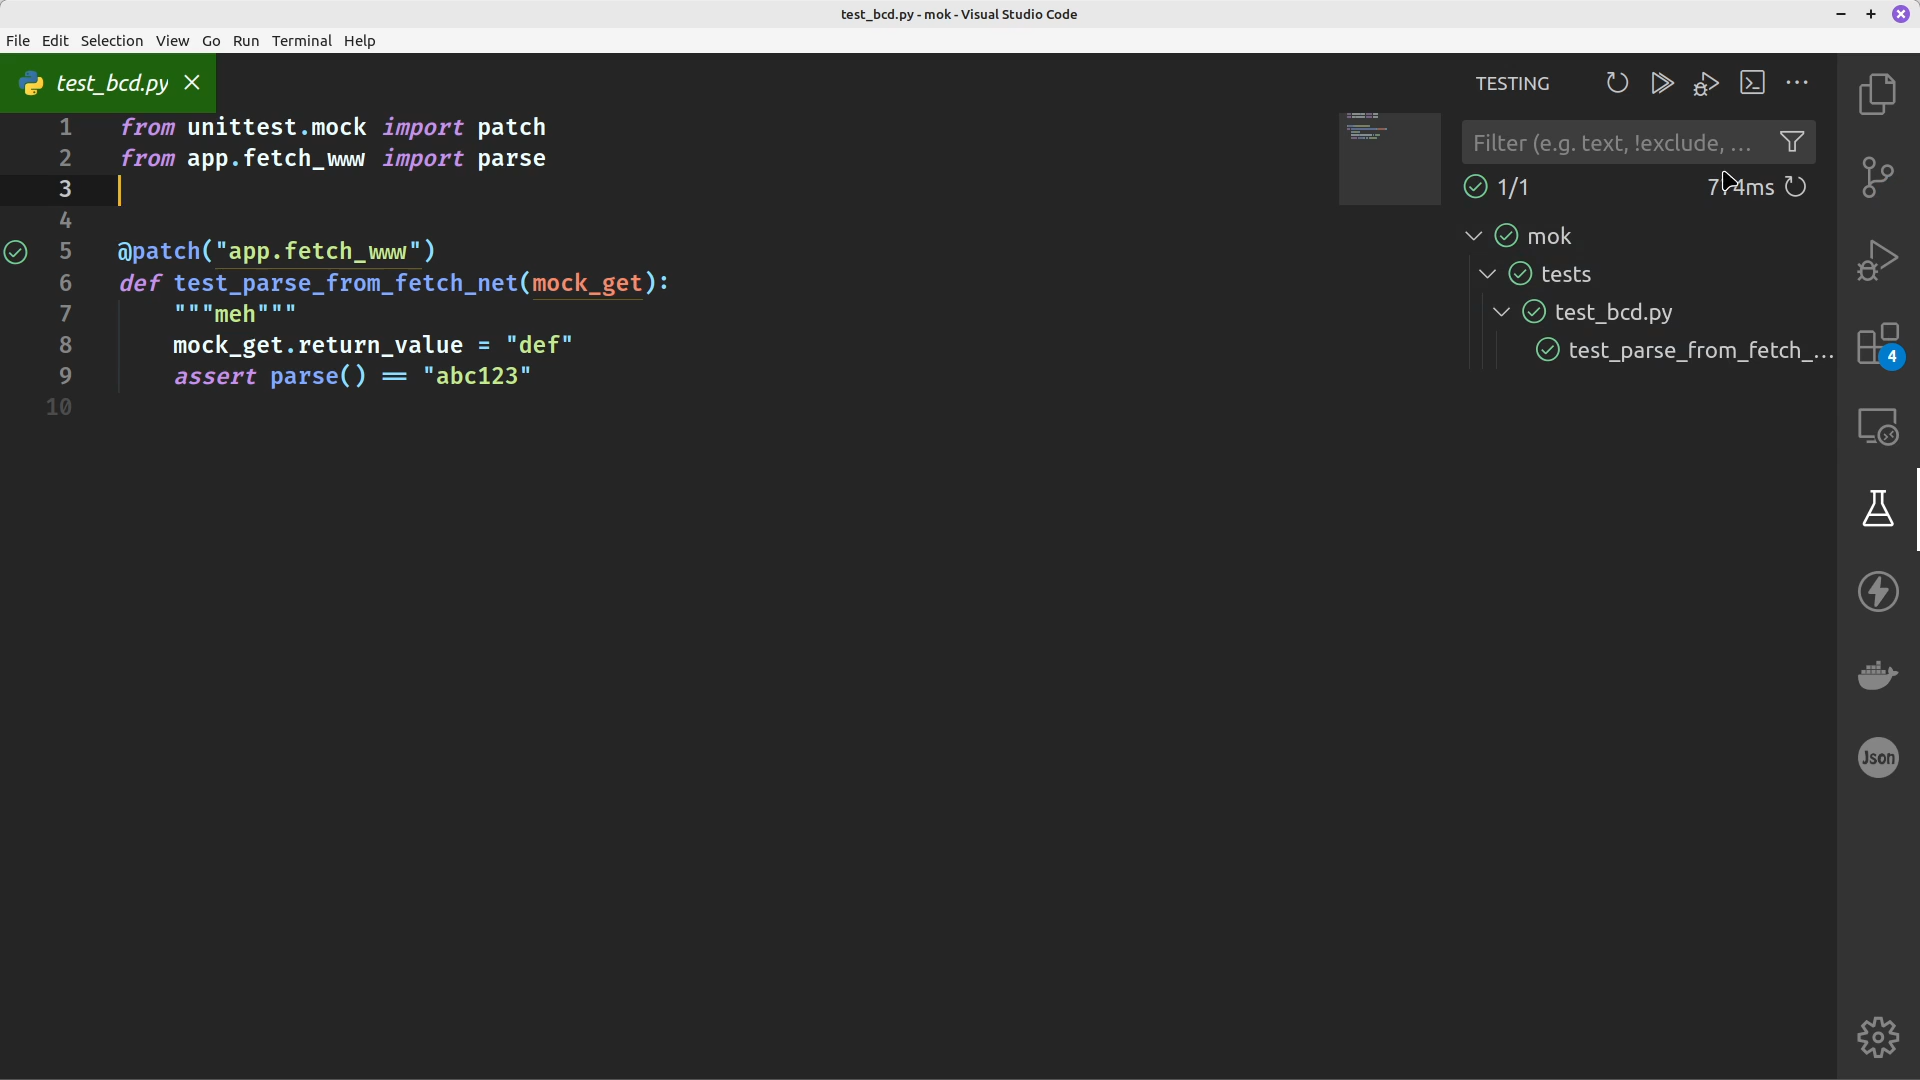 test_bcd.py - mok - Visual Studio Code
File Edit Selection View Go Run Terminal Help
test_bcd.py
TESTING
1 from unittest.mock import patch
2 from app.fetch_www import parse
3
4
5 @patch("app.fetch_www")
6 def test_parse_from_fetch_net(mock_get):
7 """meh"""
8 mock_get.return_value = "def"
9 assert parse() == "abc123"
10
Filter (e.g. text, !exclude, ...
1/1
mok
tests
test_bcd.py
test_parse_from_fetch_...
4
Json